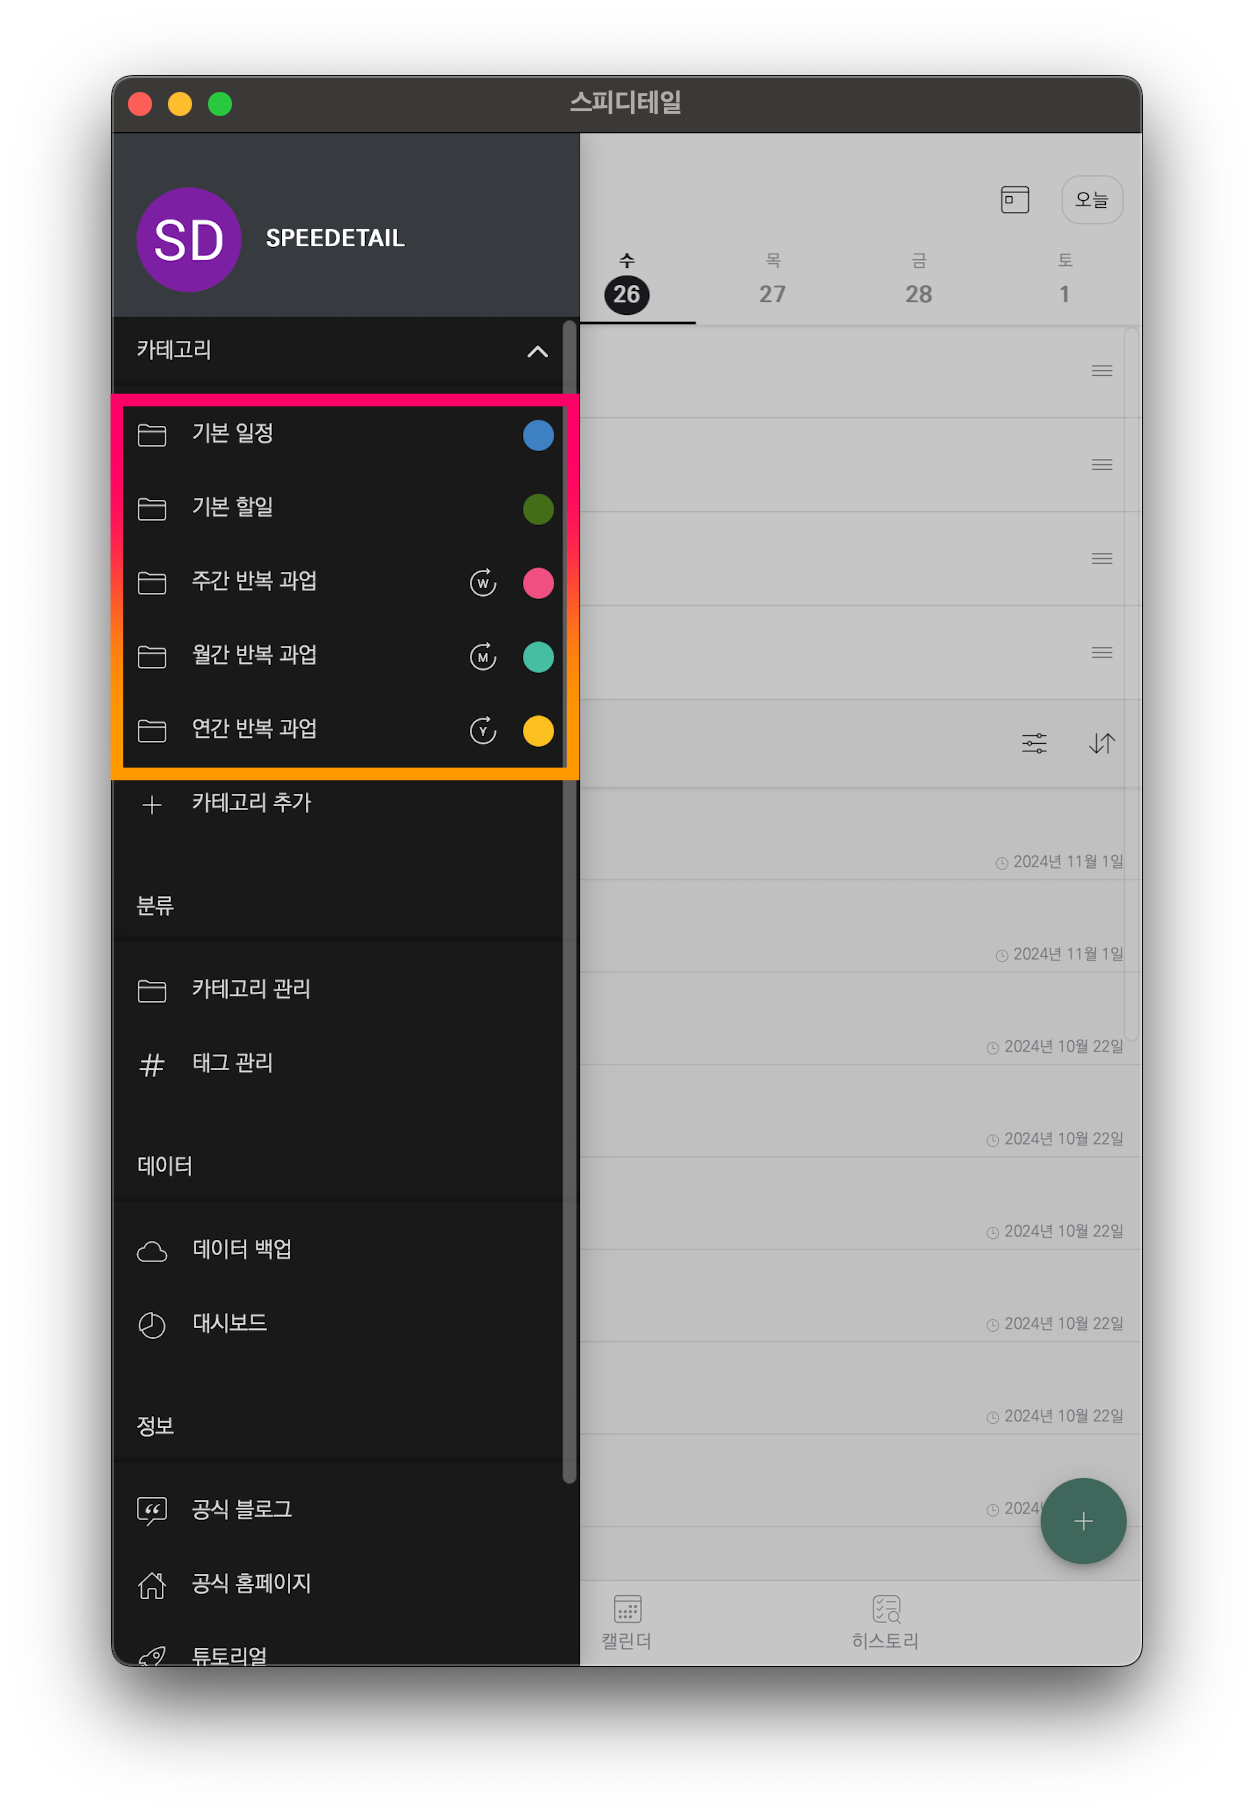 스피디테일
SD
SPEEDETAIL
카테고리
기본 일정
기본 할일
주간 반복 과업
W
월간 반복 과업
M
연간 반복 과업
Y
카테고리 추가
분류
카테고리 관리
태그 관리
데이터
데이터 백업
대시보드
정보
공식 블로그
공식 홈페이지
튜토리얼
오늘
수 목 금 토
26 27 28 1
2024년 11월 1일
2024년 11월 1일
2024년 10월 22일
2024년 10월 22일
2024년 10월 22일
2024년 10월 22일
2024년 10월 22일
2024
캘린더 히스토리